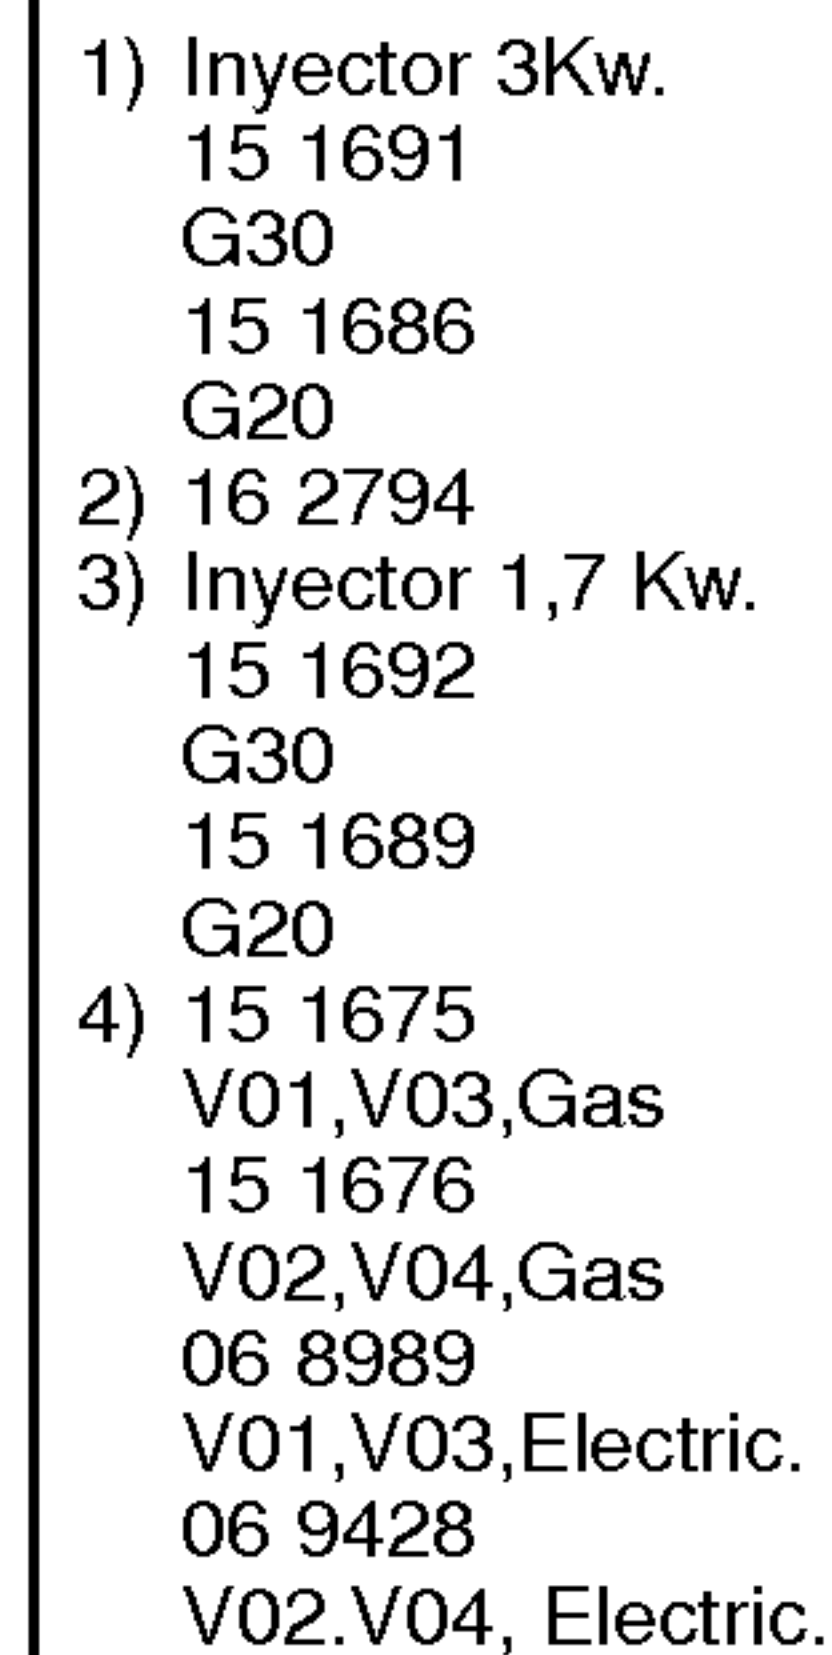 1) Inyector 3Kw.
15 1691
G30
15 1686
G20
2) 16 2794
3) Inyector 1,7 Kw.
15 1692
G30
15 1689
G20
4) 15 1675
V01,V03,Gas
15 1676
V02,V04,Gas
06 8989
V01,V03,Electric.
06 9428
V02.V04, Electric.